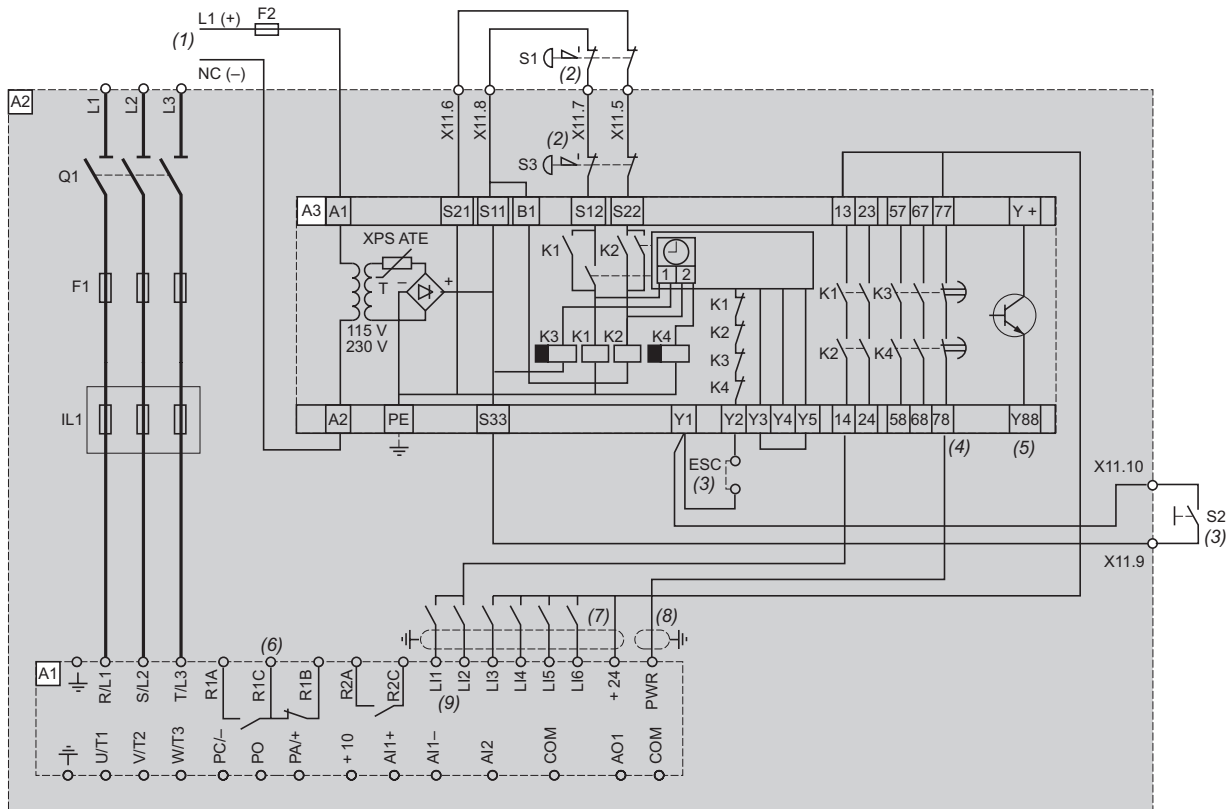 L1 (+)
F2
(1)
NC (–)
S1
(2)
A2
L1
L2
L3
X11.6
X11.8
X11.7
X11.5
(2)
S3
Q1
A3
A1
S21
S11
B1
S12
S22
13
23
57
67
77
Y +
XPS ATE
K1
K2
1
2
T
–
+
F1
K1
K3
K1
115 V
230 V
K3
K1
K2
K4
K2
K3
K4
K2
K4
IL1
A2
PE
S33
Y1
Y2
Y3
Y4
Y5
14
24
58
68
78
(4)
Y88
(5)
ESC
(3)
X11.10
S2
(3)
X11.9
(7)
(8)
(6)
A1
R/L1
S/L2
T/L3
R1A
R1C
R1B
R2A
R2C
LI1
LI2
LI3
LI4
LI5
LI6
+ 24
PWR
(9)
U/T1
V/T2
W/T3
PC/–
PO
PA/+
+ 10
AI1+
AI1–
AI2
COM
AO1
COM